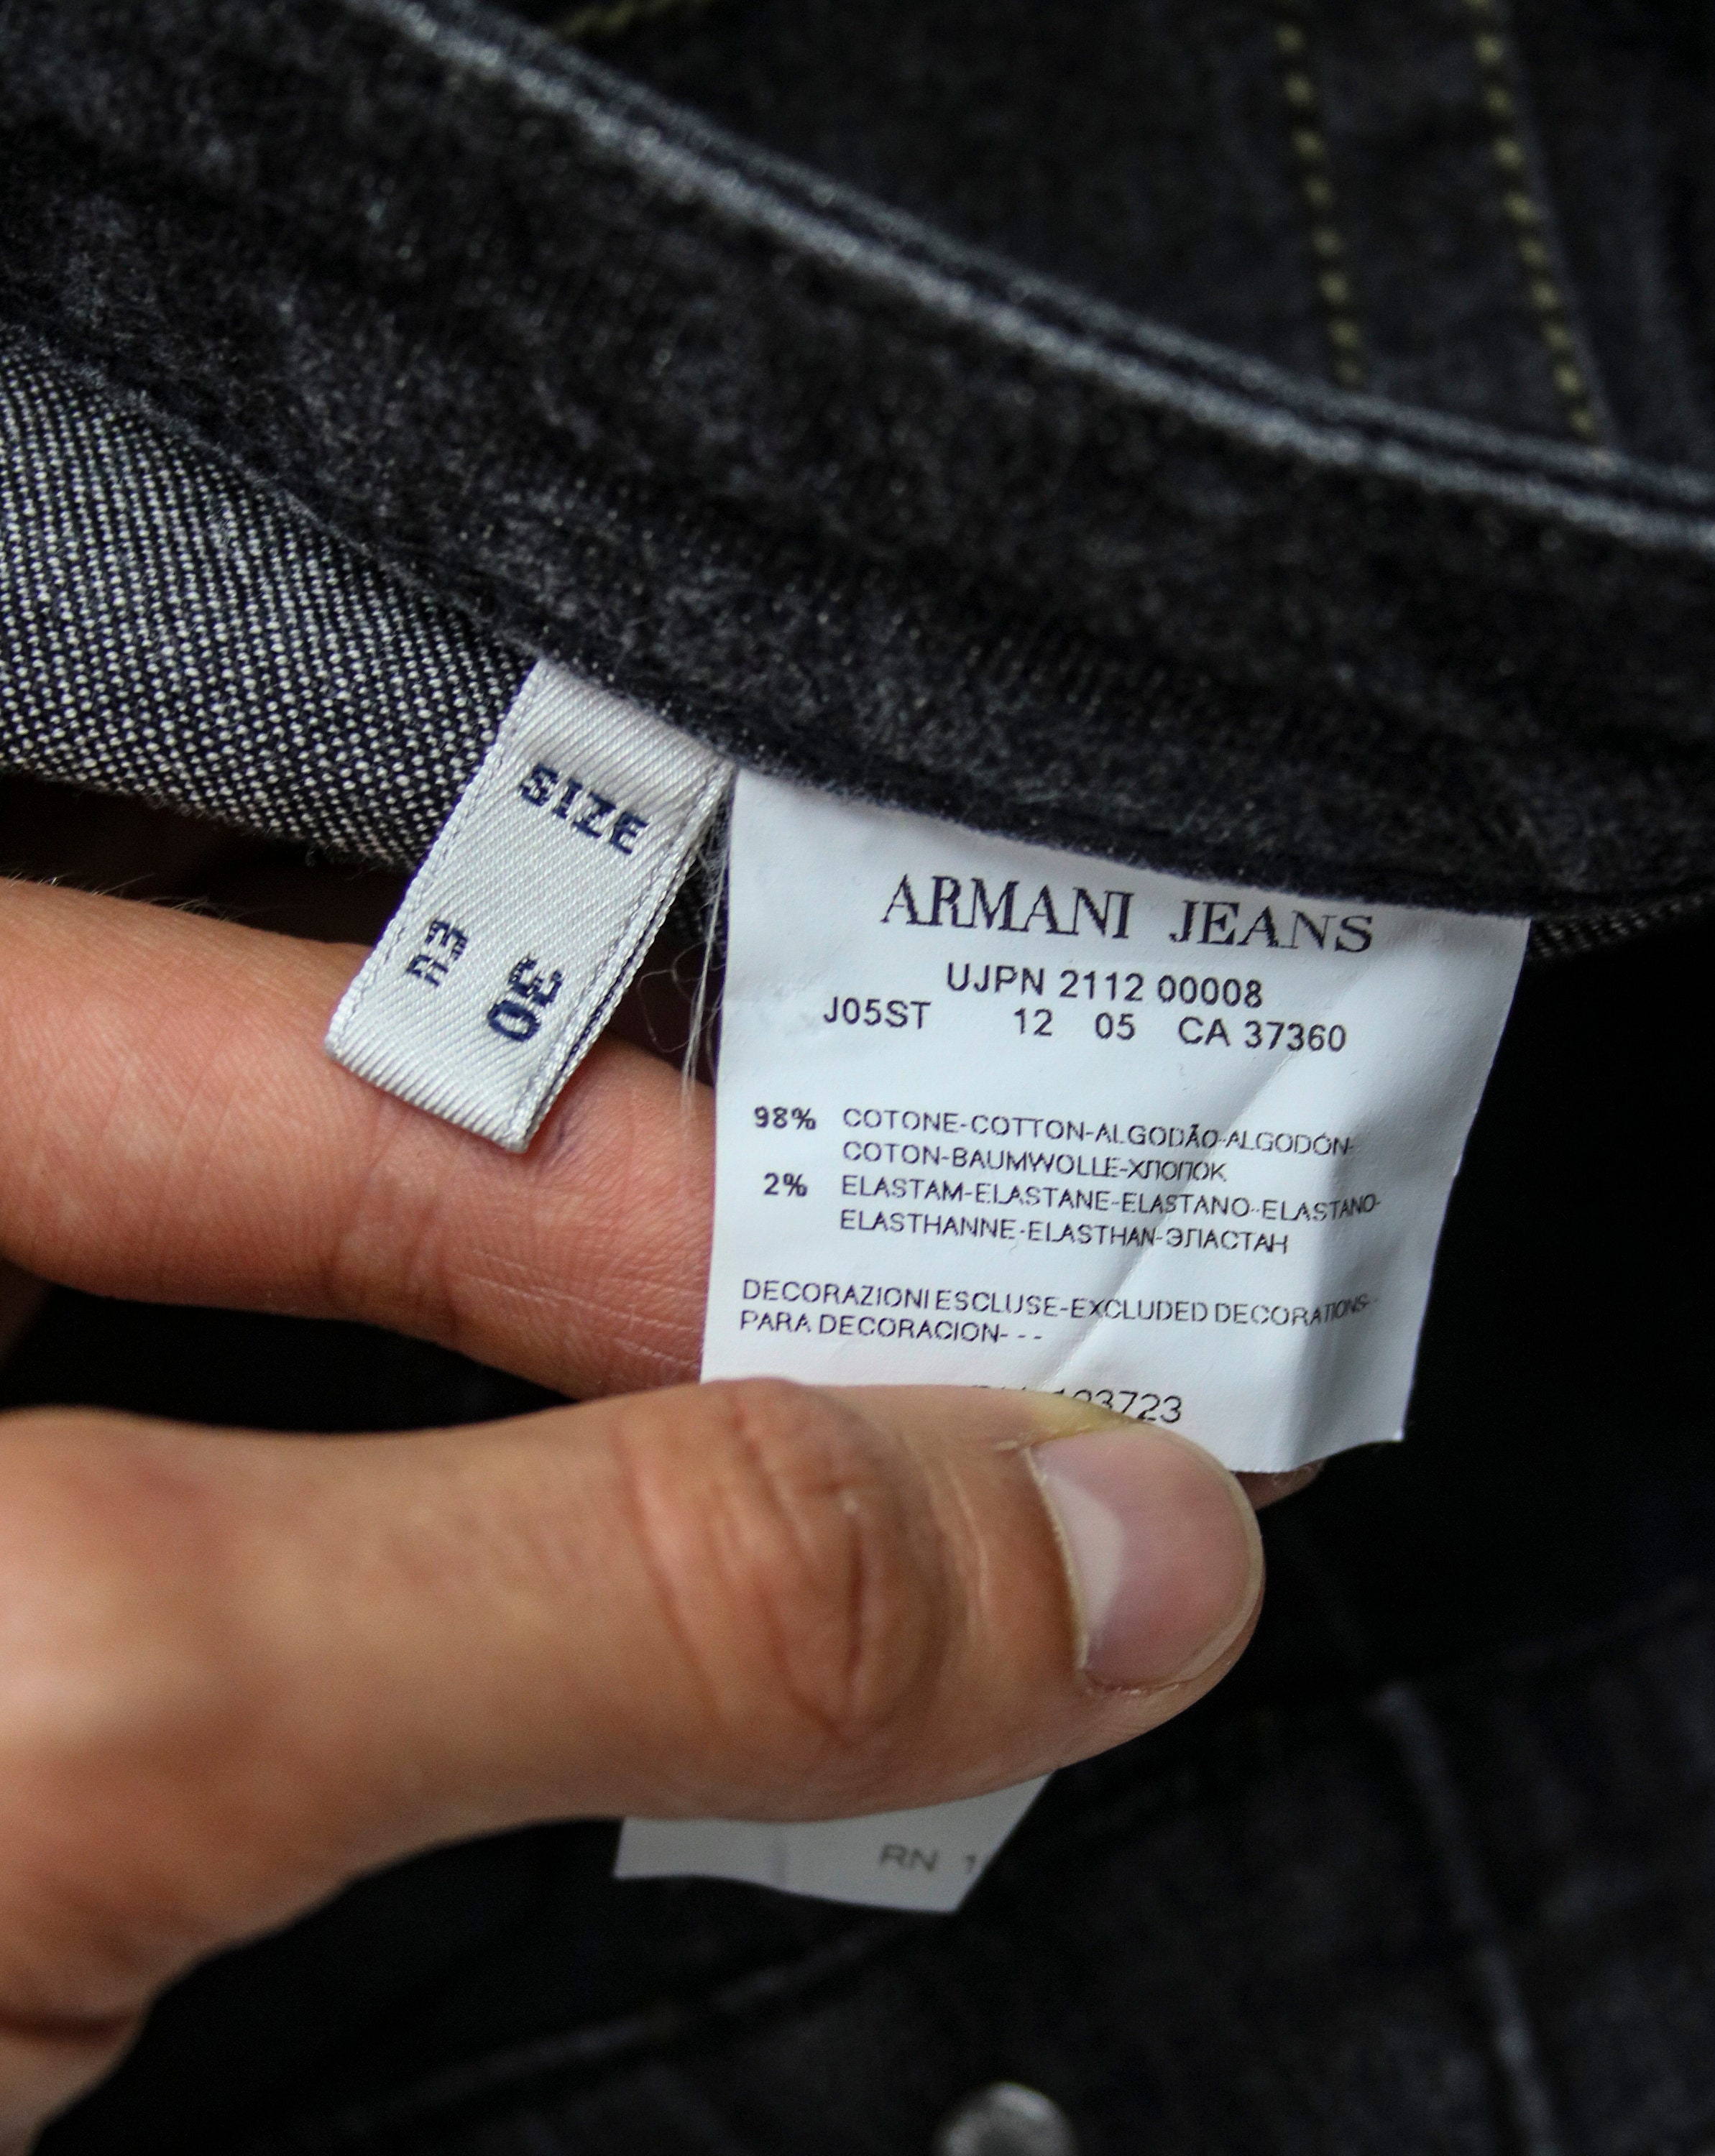 SIZE
30
R3
ARMANI JEANS
UJPN 2112 00008
J05ST 12 05 CA 37360
98% COTONE-COTTON-ALGODÃO-ALGODÓN-
COTON-BAUMWOLLE-ХЛОПОК
2% ELASTAM-ELASTANE-ELASTANO-ELASTANO-
ELASTHANNE-ELASTHAN-ЭЛАСТАН
DECORAZIONI ESCLUSE-EXCLUDED DECORATIONS-
PARA DECORACION- - -
RN